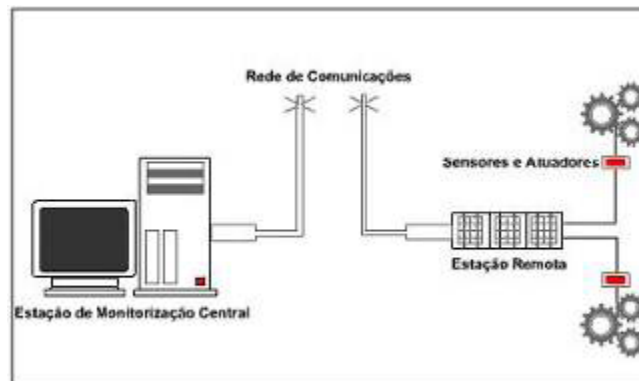 Rede de Comunicações
Sensores e Atuadores
Estação Remota
Estação de Monitorização Central